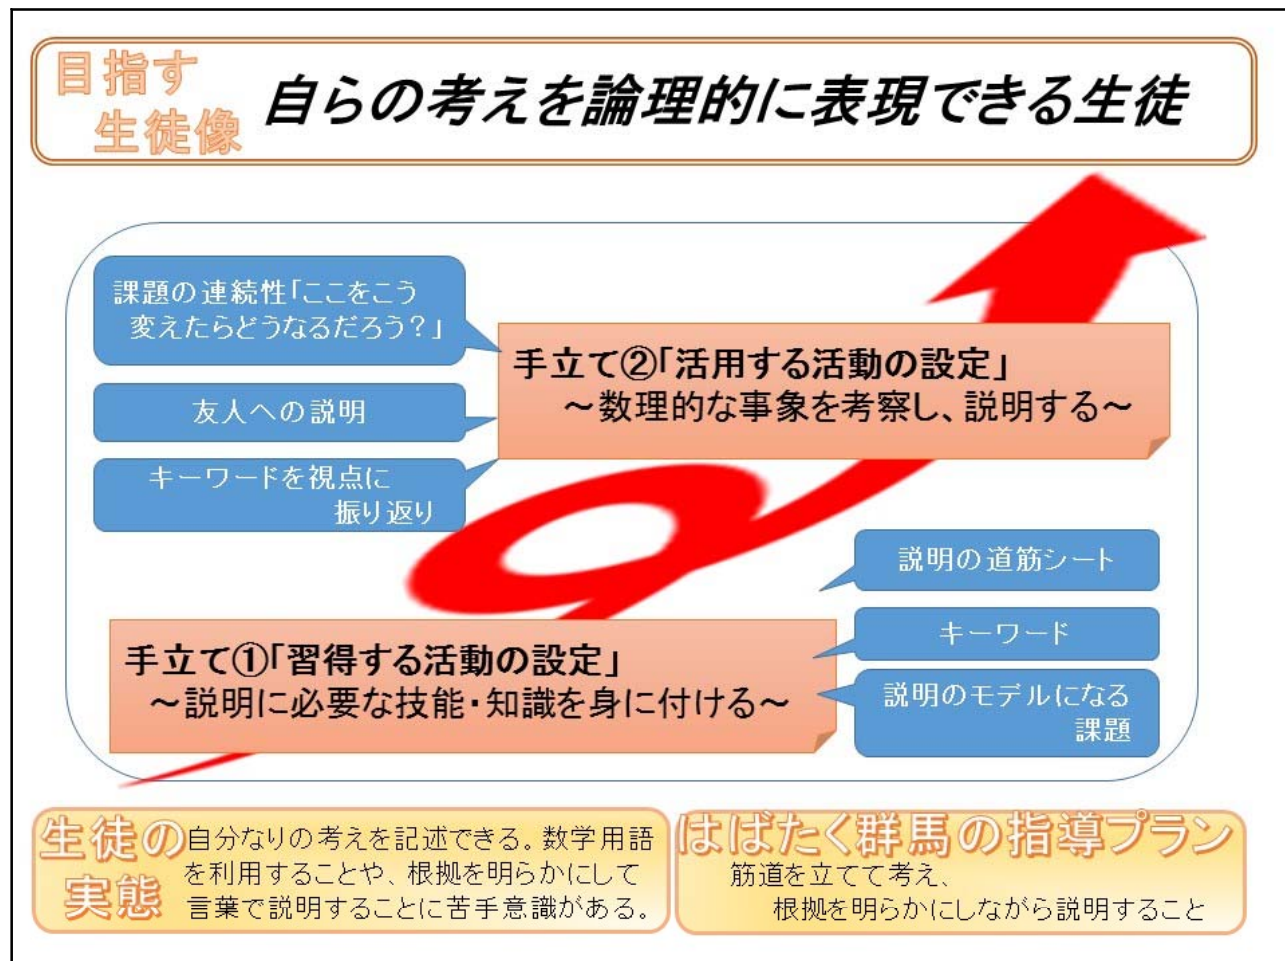 目指す
生徒像
自らの考えを論理的に表現できる生徒
課題の連続性「ここをこう
変えたらどうなるだろう？」
友人への説明
キーワードを視点に
振り返り
手立て②「活用する活動の設定」
～数理的な事象を考察し、説明する～
説明の道筋シート
キーワード
説明のモデルになる
課題
手立て①「習得する活動の設定」
～説明に必要な技能・知識を身に付ける～
生徒の
実態
自分なりの考えを記述できる。数学用語
を利用することや、根拠を明らかにして
言葉で説明することに苦手意識がある。
はばたく群馬の指導プラン
筋道を立てて考え、
根拠を明らかにしながら説明すること